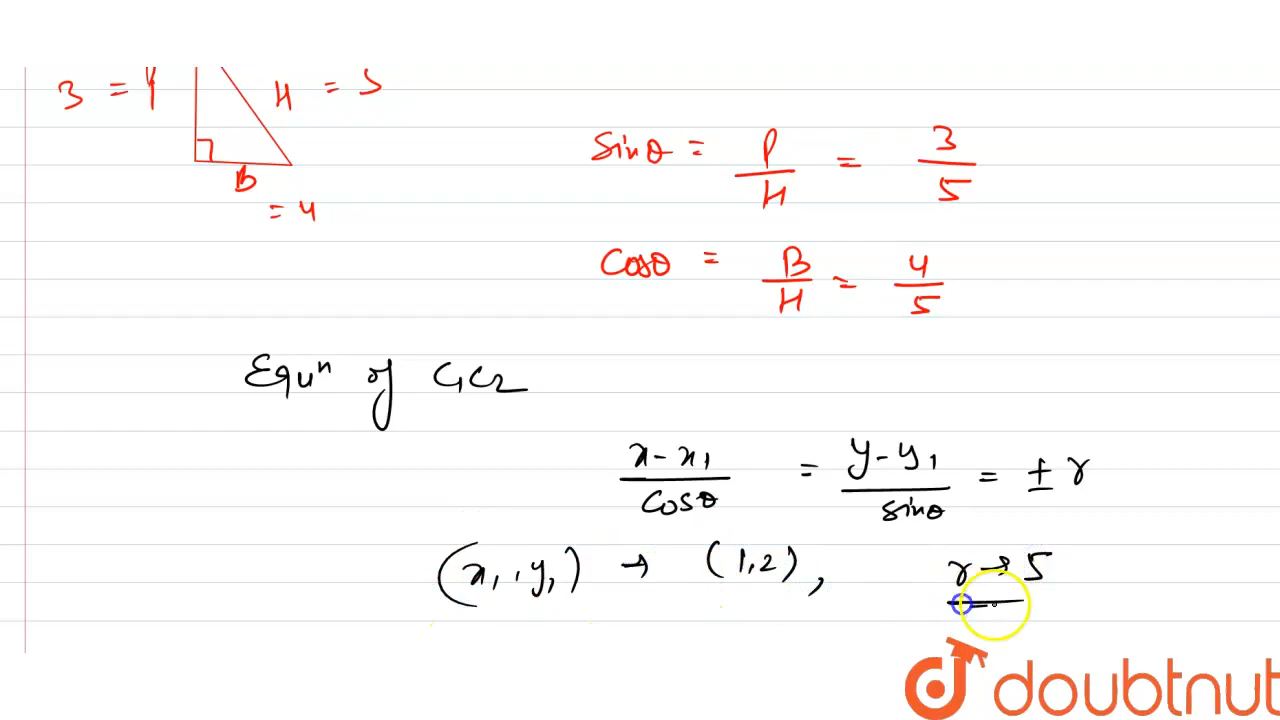 3 = P
H = 5
B
= 4
Sinθ = P/H = 3/5
Cosθ = B/H = 4/5
Equⁿ of C₁C₂
x-x₁/Cosθ = y-y₁/sinθ = ± r
(x₁, y₁) → (1,2), r → 5
doubtnut